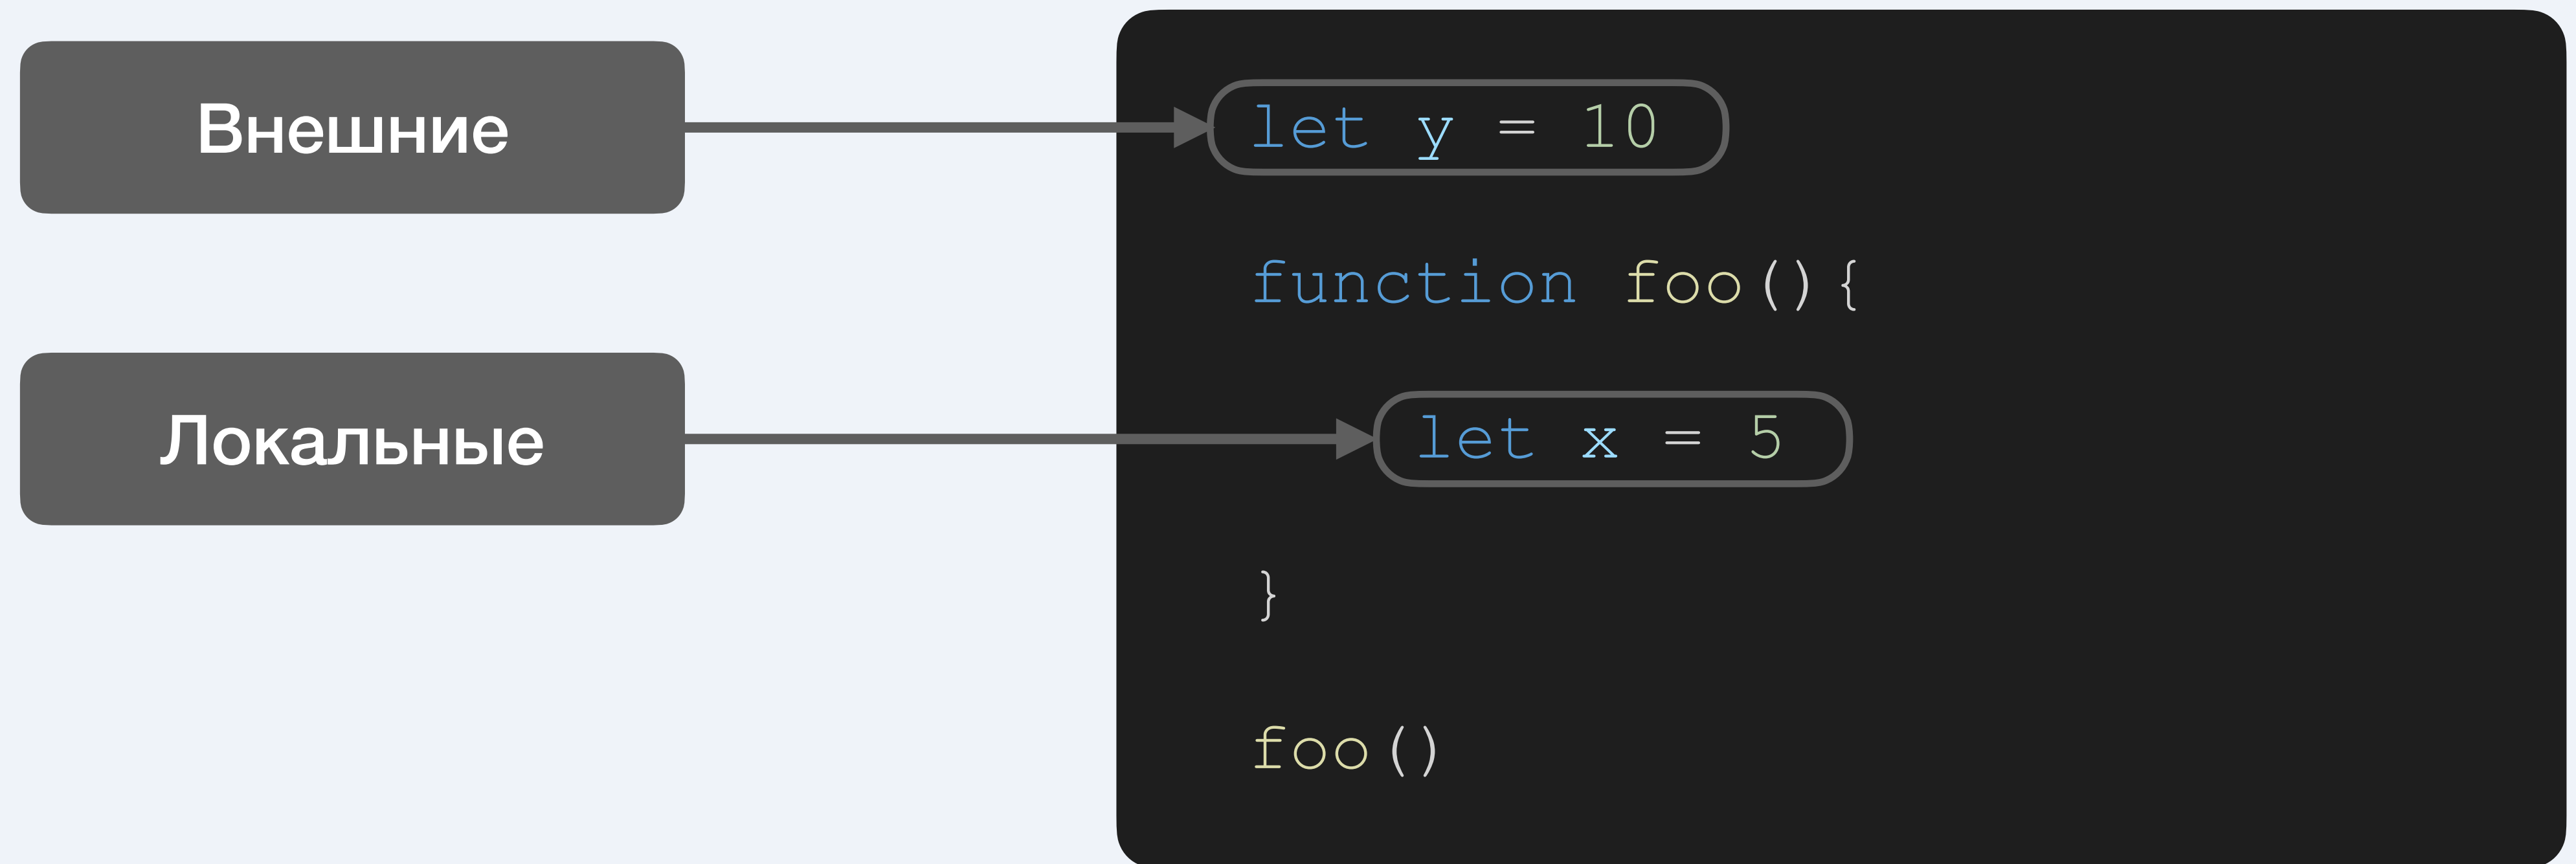 Внешние
let y = 10
function foo(){
Локальные
let x = 5
}
foo()